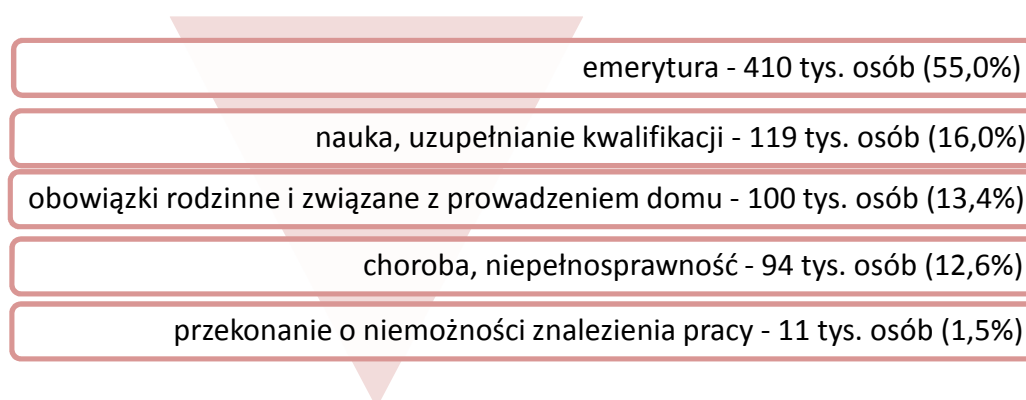 emerytura - 410 tys. osób (55,0%)
nauka, uzupełnianie kwalifikacji - 119 tys. osób (16,0%)
obowiązki rodzinne i związane z prowadzeniem domu - 100 tys. osób (13,4%)
choroba, niepełnosprawność - 94 tys. osób (12,6%)
przekonanie o niemożności znalezienia pracy - 11 tys. osób (1,5%)